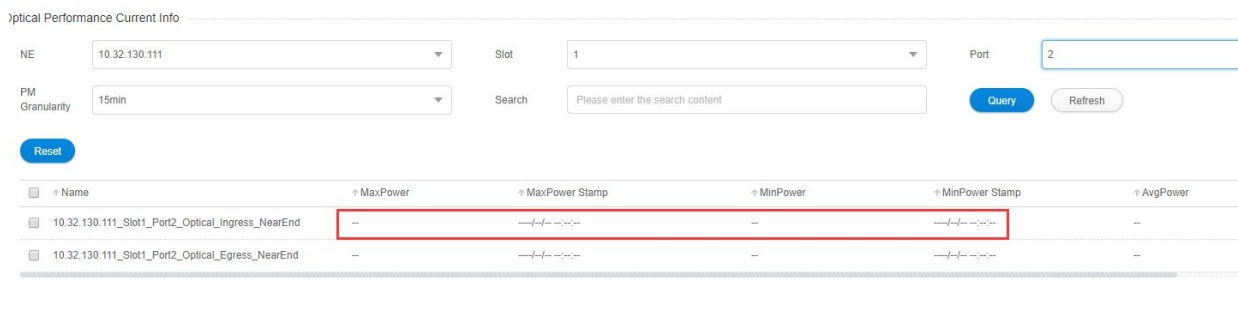 Optical Performance Current Info
NE 10.32.130.111 Slot 1 Port 2
PM Granularity 15min Search Please enter the search content Query Refresh
Reset
Name MaxPower MaxPower Stamp MinPower MinPower Stamp AvgPower
10.32.130.111_Slot1_Port2_Optical_Ingress_NearEnd -- ----/--/-- --:--:-- -- ----/--/-- --:--:-- --
10.32.130.111_Slot1_Port2_Optical_Egress_NearEnd -- ----/--/-- --:--:-- -- ----/--/-- --:--:-- --